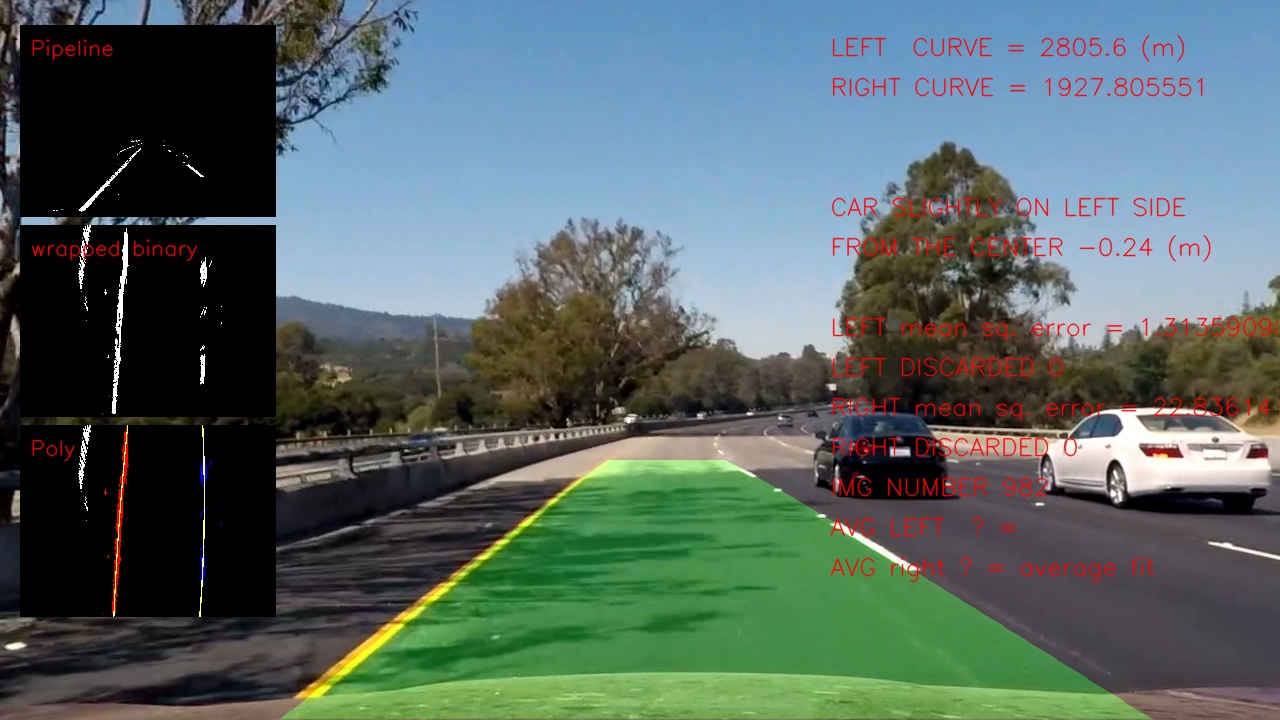 Pipeline
wrapped binary
Poly
LEFT CURVE = 2805.6 (m)
RIGHT CURVE = 1927.805551
CAR SLIGHTLY ON LEFT SIDE
FROM THE CENTER -0.24 (m)
LEFT mean sq. error = 1.3135909
LEFT DISCARDED 0
RIGHT mean sq. error = 22.83614
RIGHT DISCARDED 0
IMG NUMBER 982
AVG LEFT ? =
AVG right ? = average fit